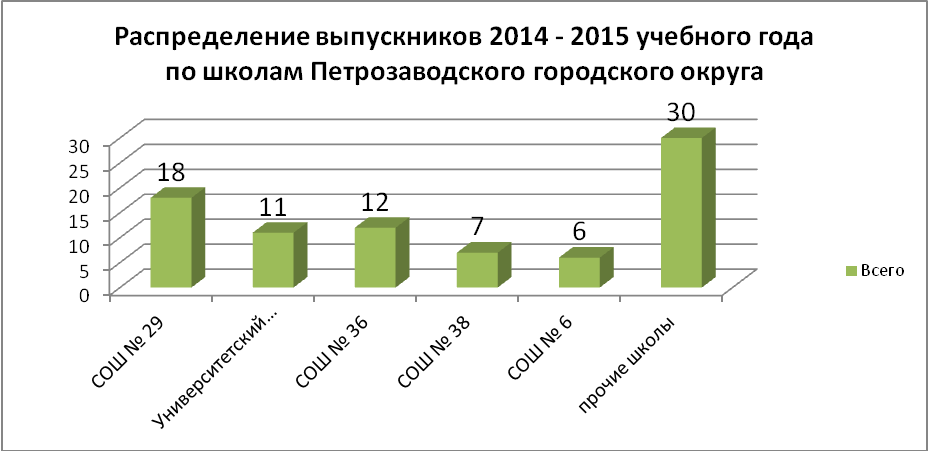 Распределение выпускников 2014 - 2015 учебного года
по школам Петрозаводского городского округа
30
25
20
15
10
5
0
18
11
12
7
6
30
СОШ № 29
Университетский...
СОШ № 36
СОШ № 38
СОШ № 6
прочие школы
Всего